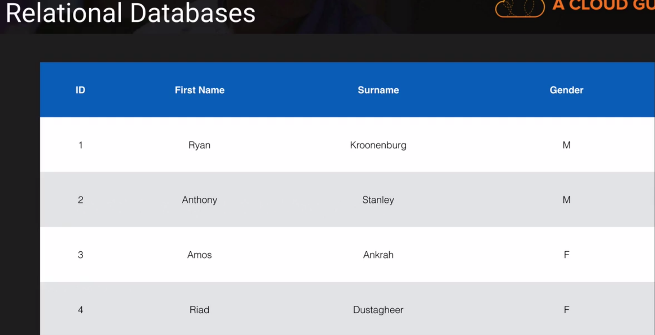 Relational Databases
A CLOUD GU
ID First Name Surname Gender
1 Ryan Kroonenburg M
2 Anthony Stanley M
3 Amos Ankrah F
4 Riad Dustagheer F